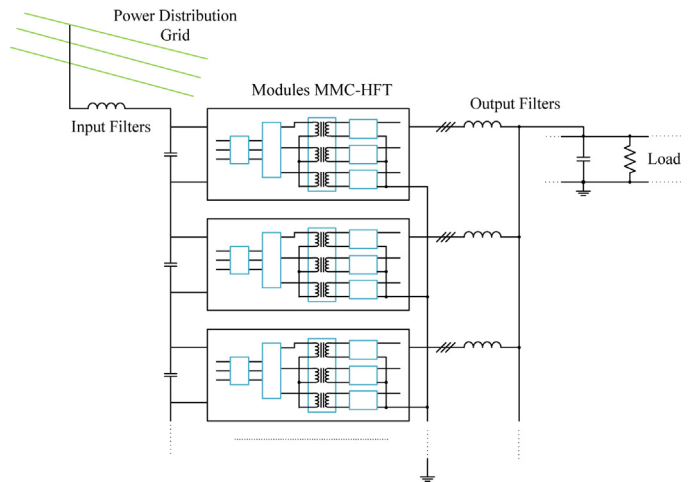 Power Distribution
Grid
Modules MMC-HFT
Output Filters
Input Filters
Load